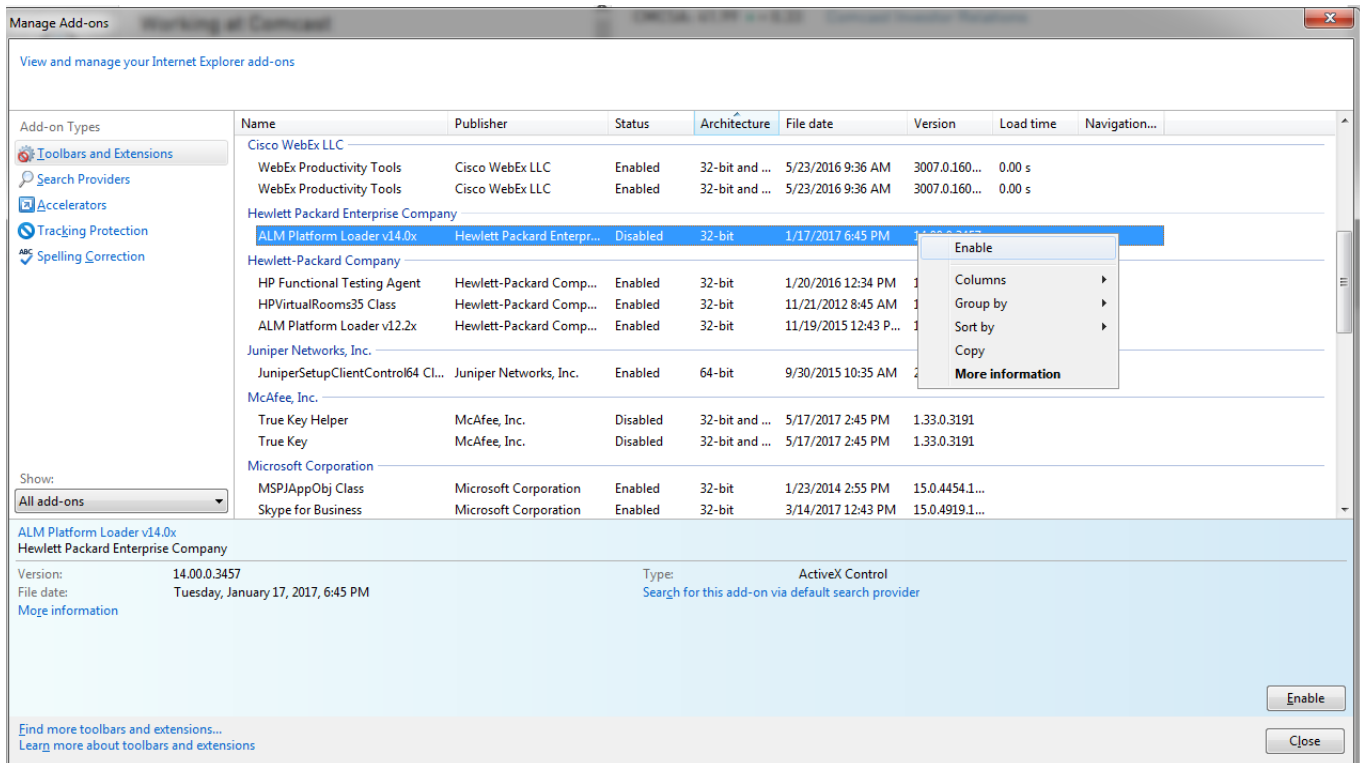 Manage Add-ons
Working at Comcast
Comcast Investor Relations
View and manage your Internet Explorer add-ons
Add-on Types
Toolbars and Extensions
Search Providers
Accelerators
Tracking Protection
Spelling Correction
Show:
All add-ons
Name Publisher Status Architecture File date Version Load time Navigation...
Cisco WebEx LLC
WebEx Productivity Tools Cisco WebEx LLC Enabled 32-bit and ... 5/23/2016 9:36 AM 3007.0.160... 0.00 s
WebEx Productivity Tools Cisco WebEx LLC Enabled 32-bit and ... 5/23/2016 9:36 AM 3007.0.160... 0.00 s
Hewlett Packard Enterprise Company
ALM Platform Loader v14.0x Hewlett Packard Enterpr... Disabled 32-bit 1/17/2017 6:45 PM
Hewlett-Packard Company
HP Functional Testing Agent Hewlett-Packard Comp... Enabled 32-bit 1/20/2016 12:34 PM 1
HPVirtualRooms35 Class Hewlett-Packard Comp... Enabled 32-bit 11/21/2012 8:45 AM 1
ALM Platform Loader v12.2x Hewlett-Packard Comp... Enabled 32-bit 11/19/2015 12:43 P... 1
Juniper Networks, Inc.
JuniperSetupClientControl64 Cl... Juniper Networks, Inc. Enabled 64-bit 9/30/2015 10:35 AM 2
McAfee, Inc.
True Key Helper McAfee, Inc. Disabled 32-bit and ... 5/17/2017 2:45 PM 1.33.0.3191
True Key McAfee, Inc. Disabled 32-bit and ... 5/17/2017 2:45 PM 1.33.0.3191
Microsoft Corporation
MSPJAppObj Class Microsoft Corporation Enabled 32-bit 1/23/2014 2:55 PM 15.0.4454.1...
Skype for Business Microsoft Corporation Enabled 32-bit 3/14/2017 12:43 PM 15.0.4919.1...
Enable
Columns
Group by
Sort by
Copy
More information
ALM Platform Loader v14.0x
Hewlett Packard Enterprise Company
Version: 14.00.0.3457 Type: ActiveX Control
File date: Tuesday, January 17, 2017, 6:45 PM Search for this add-on via default search provider
More information
Enable
Find more toolbars and extensions...
Learn more about toolbars and extensions
Close